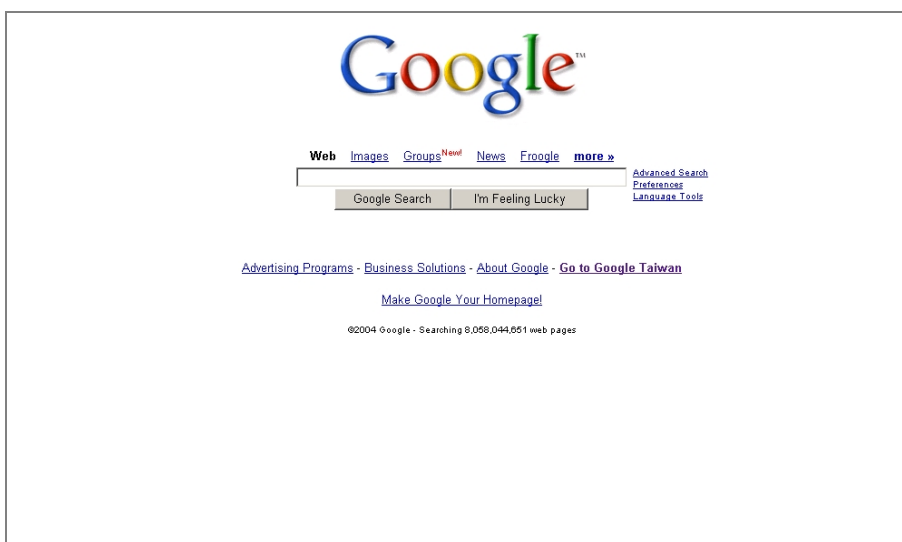 Google™
Web Images Groups New! News Froogle more »
Advanced Search
Preferences
Language Tools
Google Search I'm Feeling Lucky
Advertising Programs - Business Solutions - About Google - Go to Google Taiwan
Make Google Your Homepage!
©2004 Google - Searching 8,058,044,651 web pages